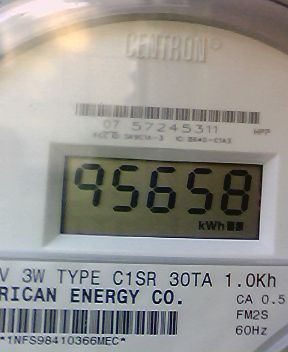 CENTRON®
07 57245311 HPP
95658
kWh
V 3W TYPE C1SR 30TA 1.0Kh
RICAN ENERGY CO. CA 0.5
FM2S
60Hz
*1NFS98410366MEC*